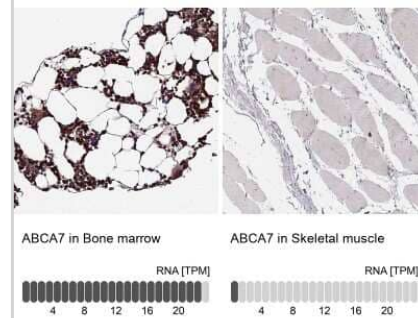 ABCA7 in Bone marrow
RNA [TPM]
4 8 12 16 20
ABCA7 in Skeletal muscle
RNA [TPM]
4 8 12 16 20